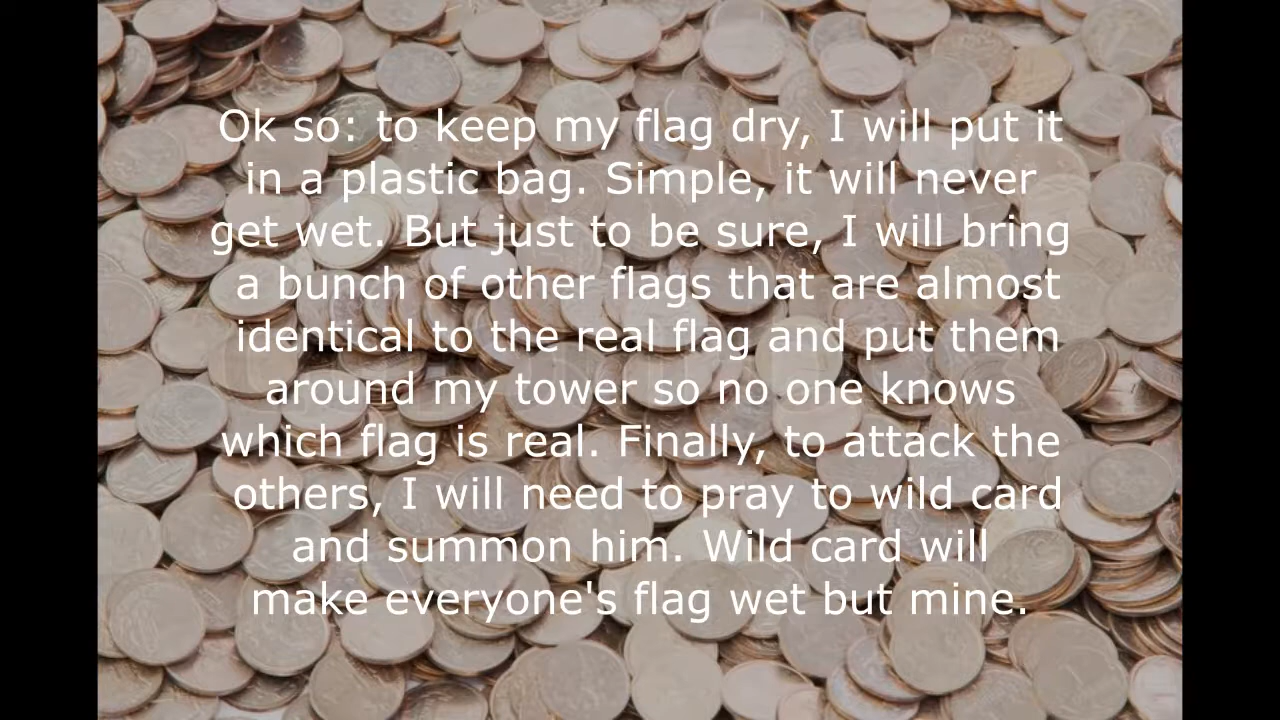 Ok so: to keep my flag dry, I will put it
in a plastic bag. Simple, it will never
get wet. But just to be sure, I will bring
a bunch of other flags that are almost
identical to the real flag and put them
around my tower so no one knows
which flag is real. Finally, to attack the
others, I will need to pray to wild card
and summon him. Wild card will
make everyone's flag wet but mine.